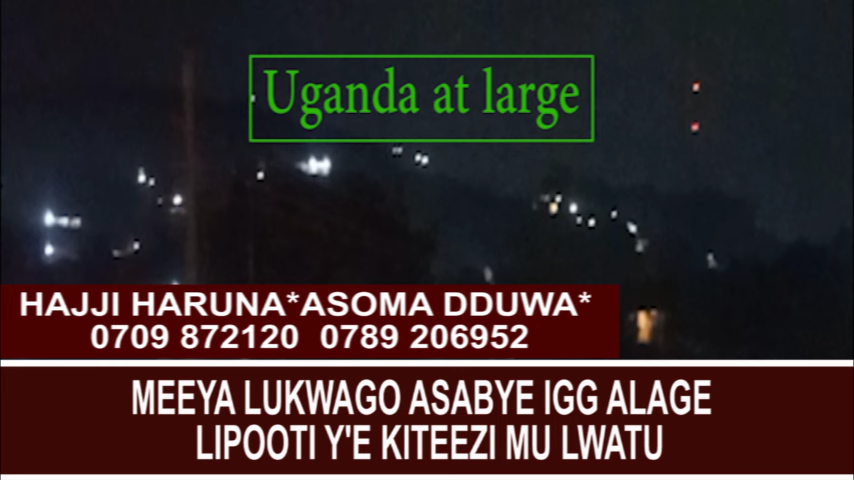 Uganda at large
HAJJI HARUNA*ASOMA DDUWA*
0709 872120 0789 206952
MEEYA LUKWAGO ASABYE IGG ALAGE
LIPOOTI Y'E KITEEZI MU LWATU